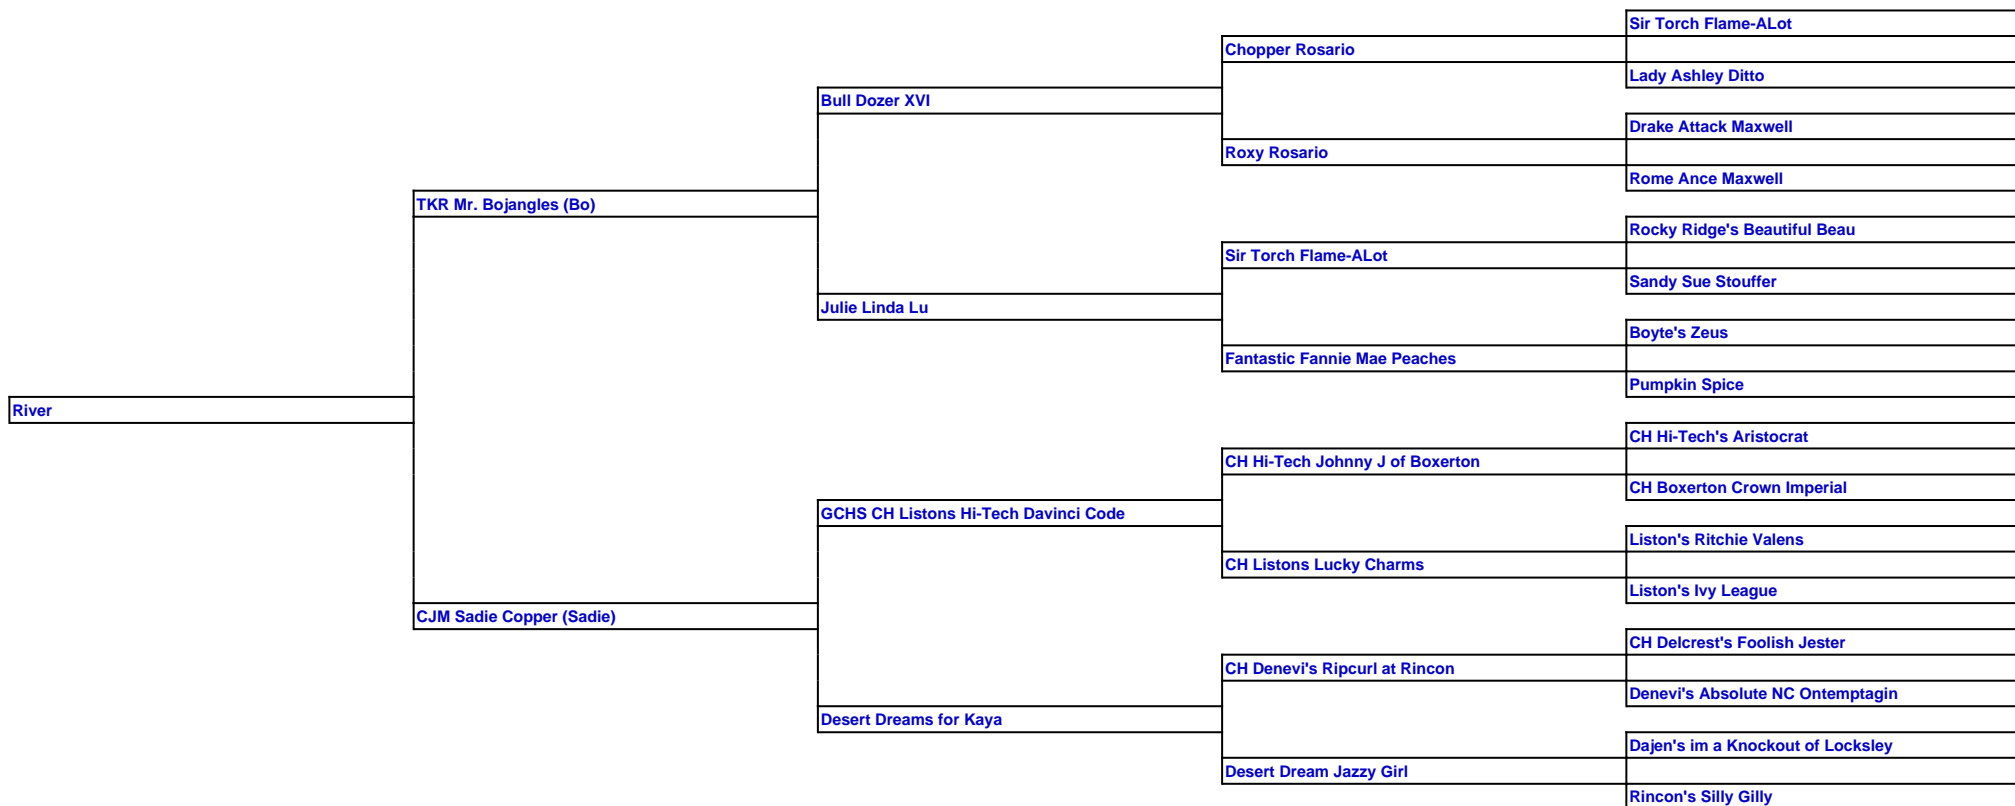 Sir Torch Flame-ALot
Chopper Rosario
Lady Ashley Ditto
Bull Dozer XVI
Drake Attack Maxwell
Roxy Rosario
Rome Ance Maxwell
TKR Mr. Bojangles (Bo)
Rocky Ridge's Beautiful Beau
Sir Torch Flame-ALot
Sandy Sue Stouffer
Julie Linda Lu
Boyte's Zeus
Fantastic Fannie Mae Peaches
Pumpkin Spice
River
CH Hi-Tech's Aristocrat
CH Hi-Tech Johnny J of Boxerton
CH Boxerton Crown Imperial
GCHS CH Listons Hi-Tech Davinci Code
Liston's Ritchie Valens
CH Listons Lucky Charms
Liston's Ivy League
CJM Sadie Copper (Sadie)
CH Delcrest's Foolish Jester
CH Denevi's Ripcurl at Rincon
Denevi's Absolute NC Ontemptagin
Desert Dreams for Kaya
Dajen's im a Knockout of Locksley
Desert Dream Jazzy Girl
Rincon's Silly Gilly